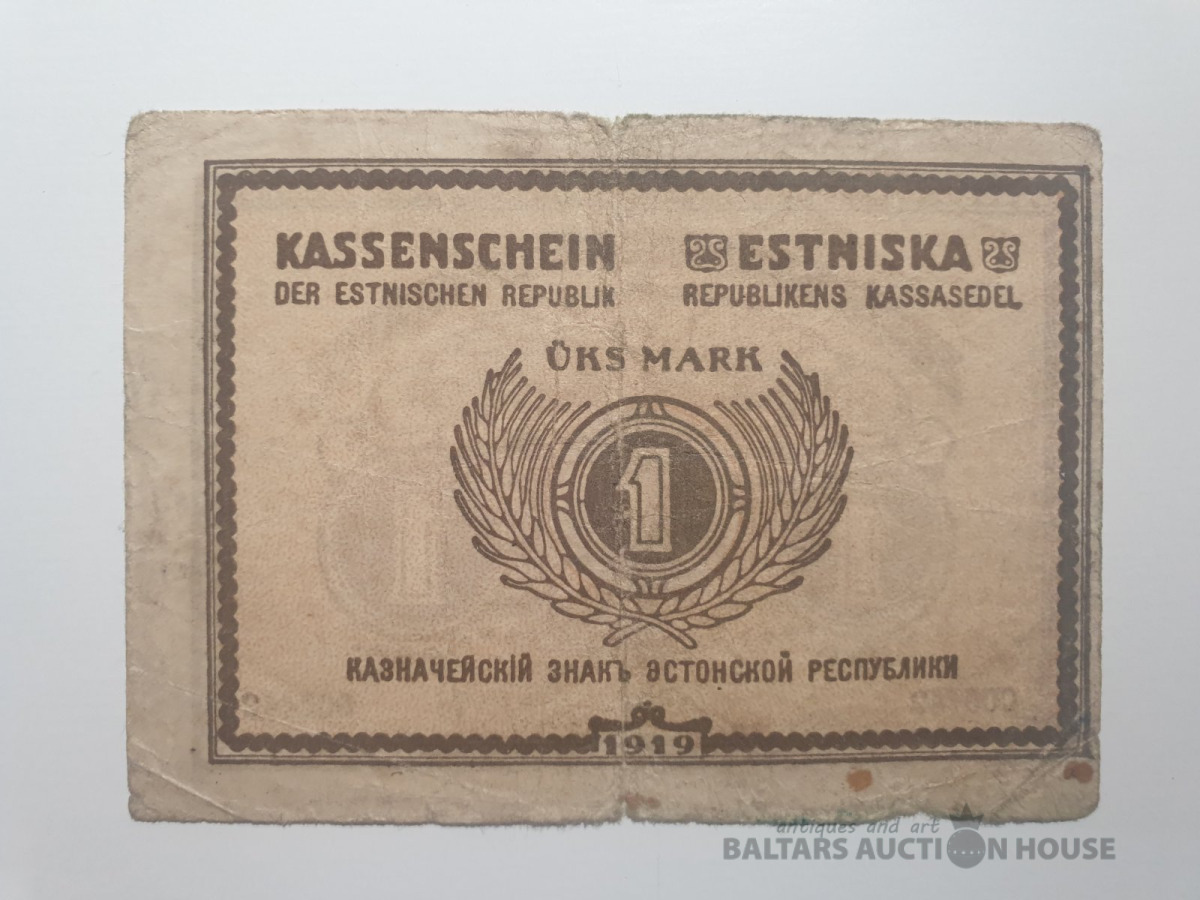 KASSENSCHEIN
DER ESTNISCHEN REPUBLIK
ESTNISKA
REPUBLIKENS KASSASEDEL
ÜKS MARK
1
КАЗНАЧЕЙСКІЙ ЗНАКЪ ЭСТОНСКОЙ РЕСПУБЛИКИ
1919
antiques and art
BALTARS AUCTION HOUSE